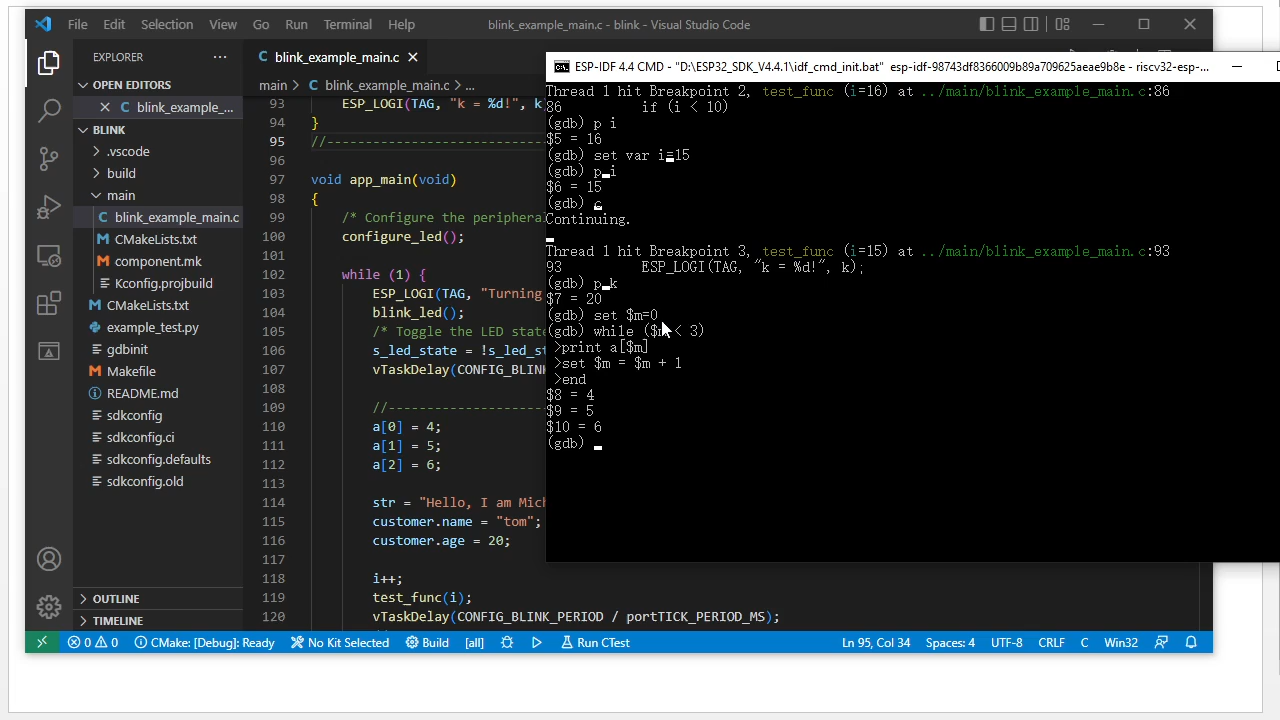 File Edit Selection View Go Run Terminal Help
blink_example_main.c - blink - Visual Studio Code
EXPLORER
OPEN EDITORS
blink_example_...
BLINK
.vscode
build
main
blink_example_main.c
CMakeLists.txt
component.mk
Kconfig.projbuild
CMakeLists.txt
example_test.py
gdbinit
Makefile
README.md
sdkconfig
sdkconfig.ci
sdkconfig.defaults
sdkconfig.old
OUTLINE
TIMELINE
blink_example_main.c
main > C blink_example_main.c > ...
93 ESP_LOGI(TAG, "k = %d!", k
94 }
95 //----------------------------
96
97 void app_main(void)
98 {
99 /* Configure the peripheral
100 configure_led();
101
102 while (1) {
103 ESP_LOGI(TAG, "Turning
104 blink_led();
105 /* Toggle the LED state
106 s_led_state = !s_led_st
107 vTaskDelay(CONFIG_BLINK
108
109 //---------------------
110 a[0] = 4;
111 a[1] = 5;
112 a[2] = 6;
113
114 str = "Hello, I am Mich
115 customer.name = "tom";
116 customer.age = 20;
117
118 i++;
119 test_func(i);
120 vTaskDelay(CONFIG_BLINK_PERIOD / portTICK_PERIOD_MS);
ESP-IDF 4.4 CMD - "D:\ESP32_SDK_V4.4.1\idf_cmd_init.bat" esp-idf-98743df8366009b89a709625aeae9b8e - riscv32-esp-...
Thread 1 hit Breakpoint 2, test_func (i=16) at ../main/blink_example_main.c:86
86 if (i < 10)
(gdb) p i
$5 = 16
(gdb) set var i=15
(gdb) p i
$6 = 15
(gdb) c
Continuing.
Thread 1 hit Breakpoint 3, test_func (i=15) at ../main/blink_example_main.c:93
93 ESP_LOGI(TAG, "k = %d!", k);
(gdb) p k
$7 = 20
(gdb) set $m=0
(gdb) while ($m < 3)
>print a[$m]
>set $m = $m + 1
>end
$8 = 4
$9 = 5
$10 = 6
(gdb)
0 0 CMake: [Debug]: Ready No Kit Selected Build [all] Run CTest Ln 95, Col 34 Spaces: 4 UTF-8 CRLF C Win32